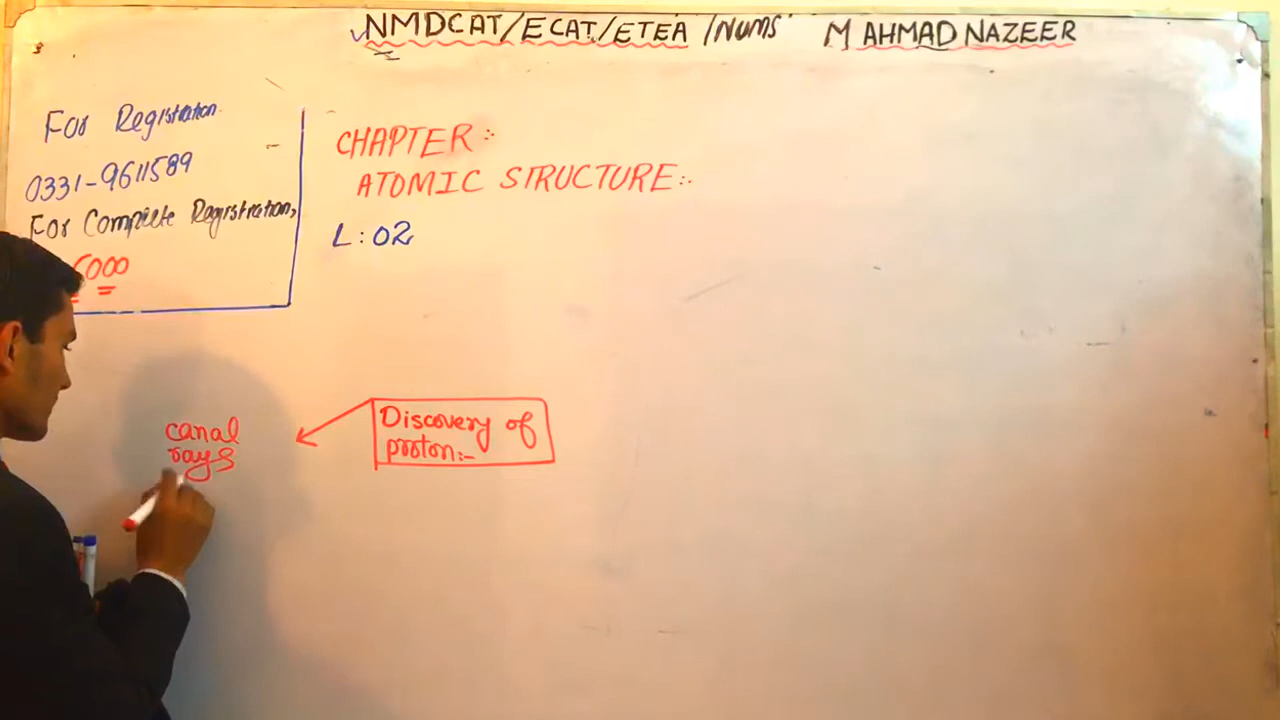 NMDCAT/ECAT/ETEA/NUMS M AHMAD NAZEER
For Registration.
0331-9611589
For Complete Registration,
5000
CHAPTER:-
ATOMIC STRUCTURE:-
L:02
Discovery of
proton:-
canal
rays